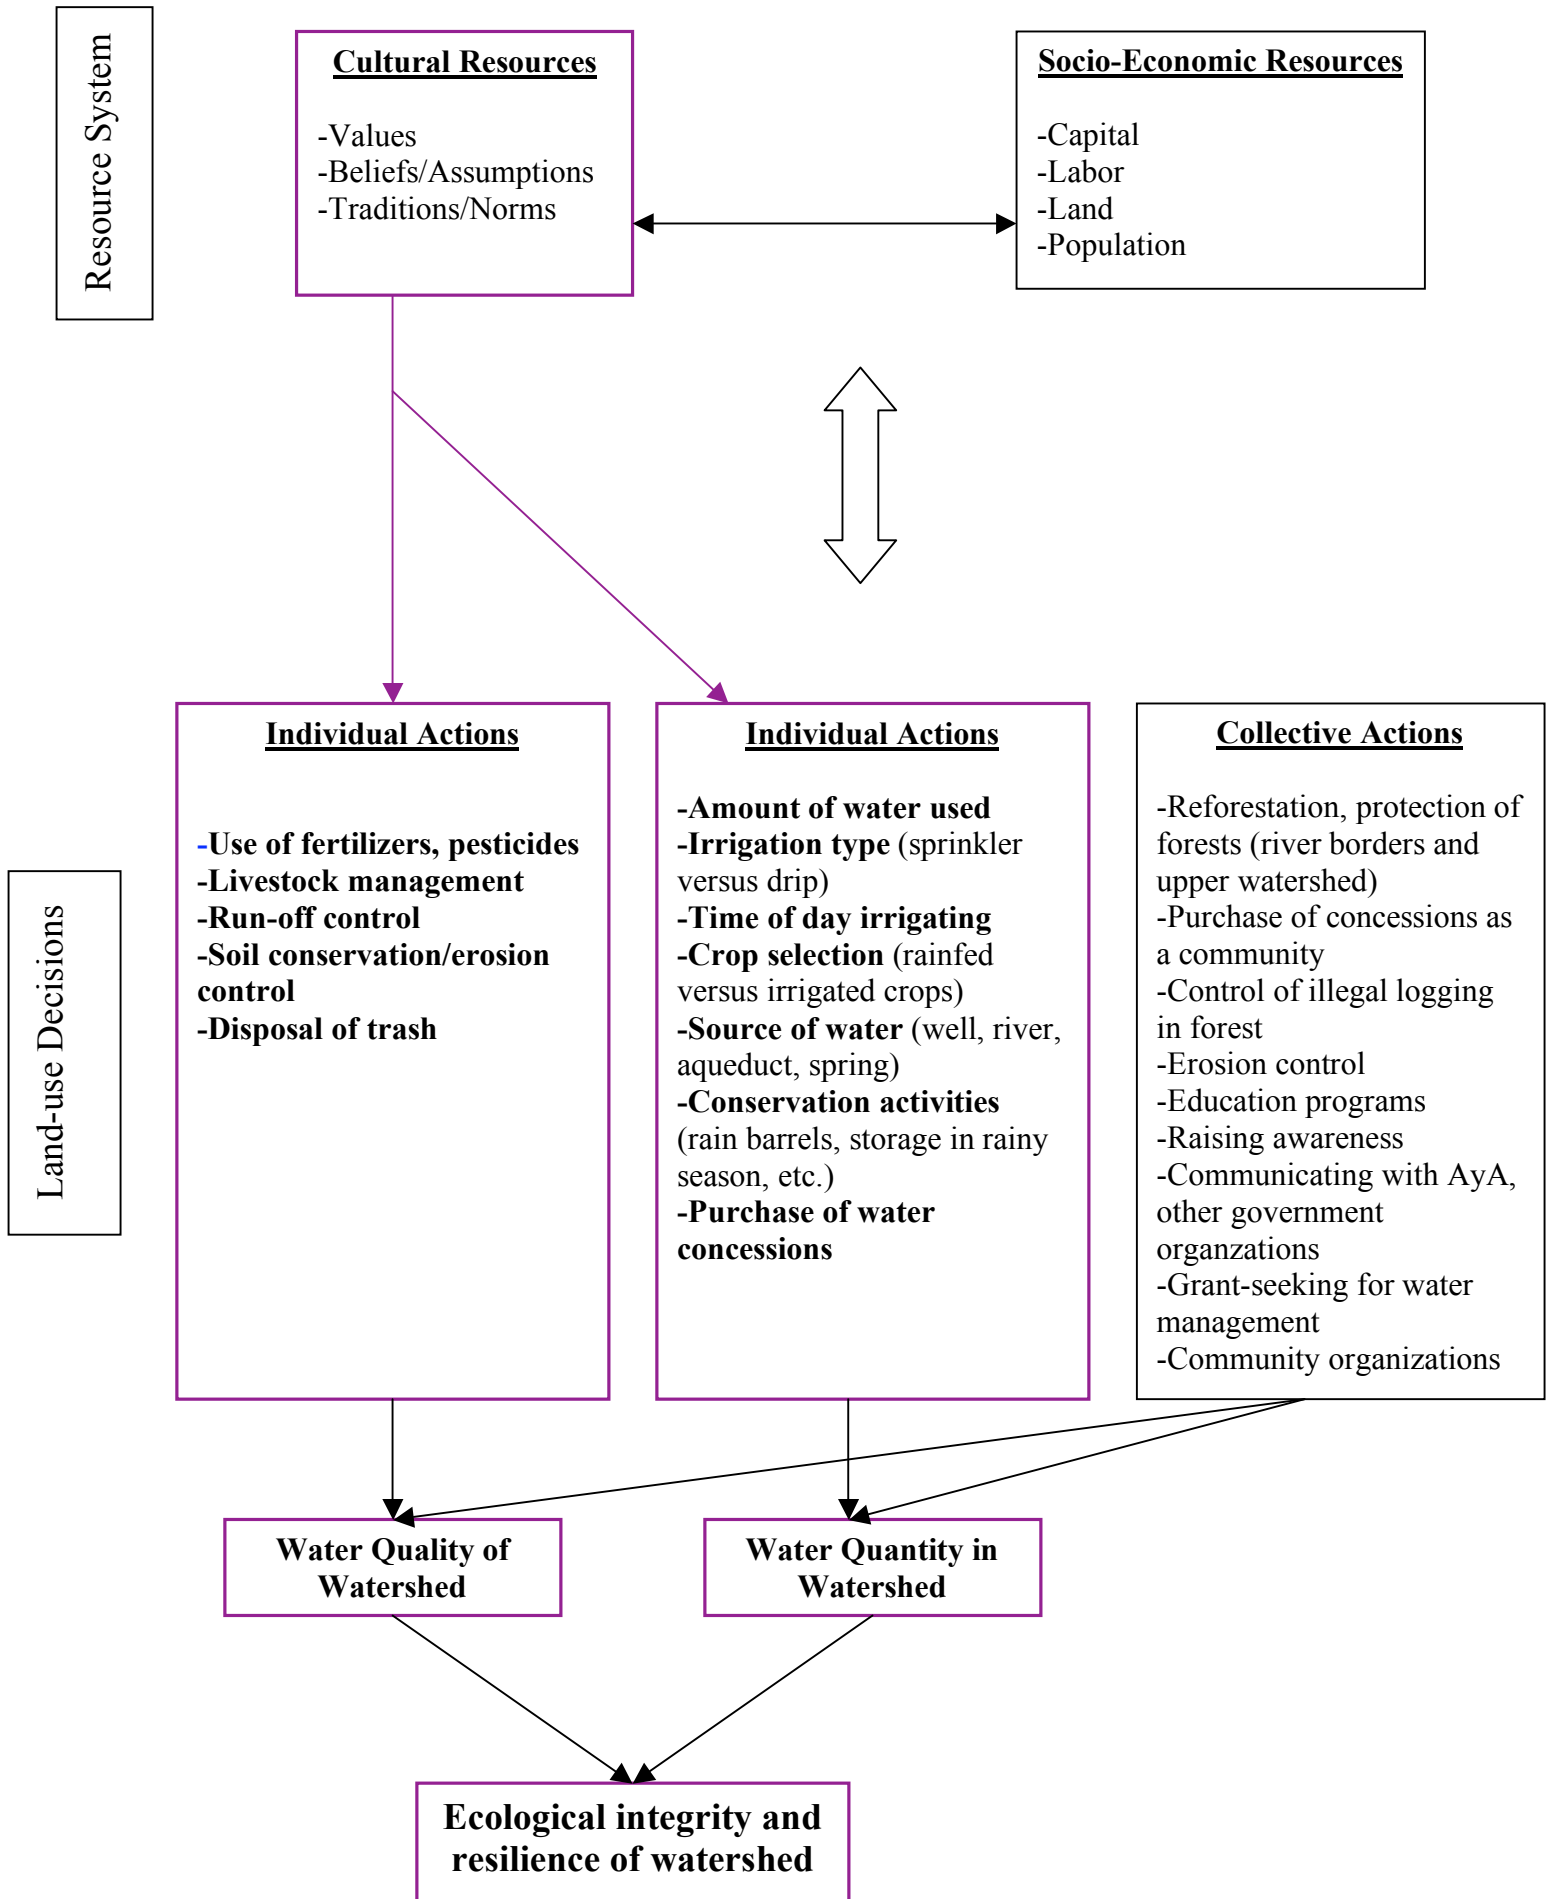 Resource System
Cultural Resources
-Values
-Beliefs/Assumptions
-Traditions/Norms
Socio-Economic Resources
-Capital
-Labor
-Land
-Population
Land-use Decisions
Individual Actions
-Use of fertilizers, pesticides
-Livestock management
-Run-off control
-Soil conservation/erosion
control
-Disposal of trash
Individual Actions
-Amount of water used
-Irrigation type (sprinkler
versus drip)
-Time of day irrigating
-Crop selection (rainfed
versus irrigated crops)
-Source of water (well, river,
aqueduct, spring)
-Conservation activities
(rain barrels, storage in rainy
season, etc.)
-Purchase of water
concessions
Collective Actions
-Reforestation, protection of
forests (river borders and
upper watershed)
-Purchase of concessions as
a community
-Control of illegal logging
in forest
-Erosion control
-Education programs
-Raising awareness
-Communicating with AyA,
other government
organzations
-Grant-seeking for water
management
-Community organizations
Water Quality of
Watershed
Water Quantity in
Watershed
Ecological integrity and
resilience of watershed